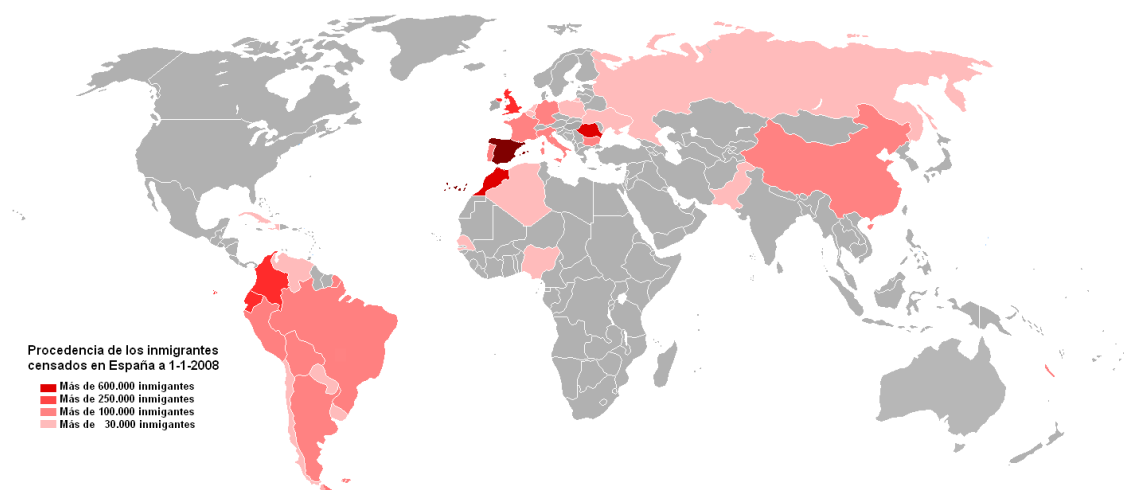 Procedencia de los inmigrantes
censados en España a 1-1-2008
Más de 600.000 inmigantes
Más de 250.000 inmigantes
Más de 100.000 inmigantes
Más de 30.000 inmigantes